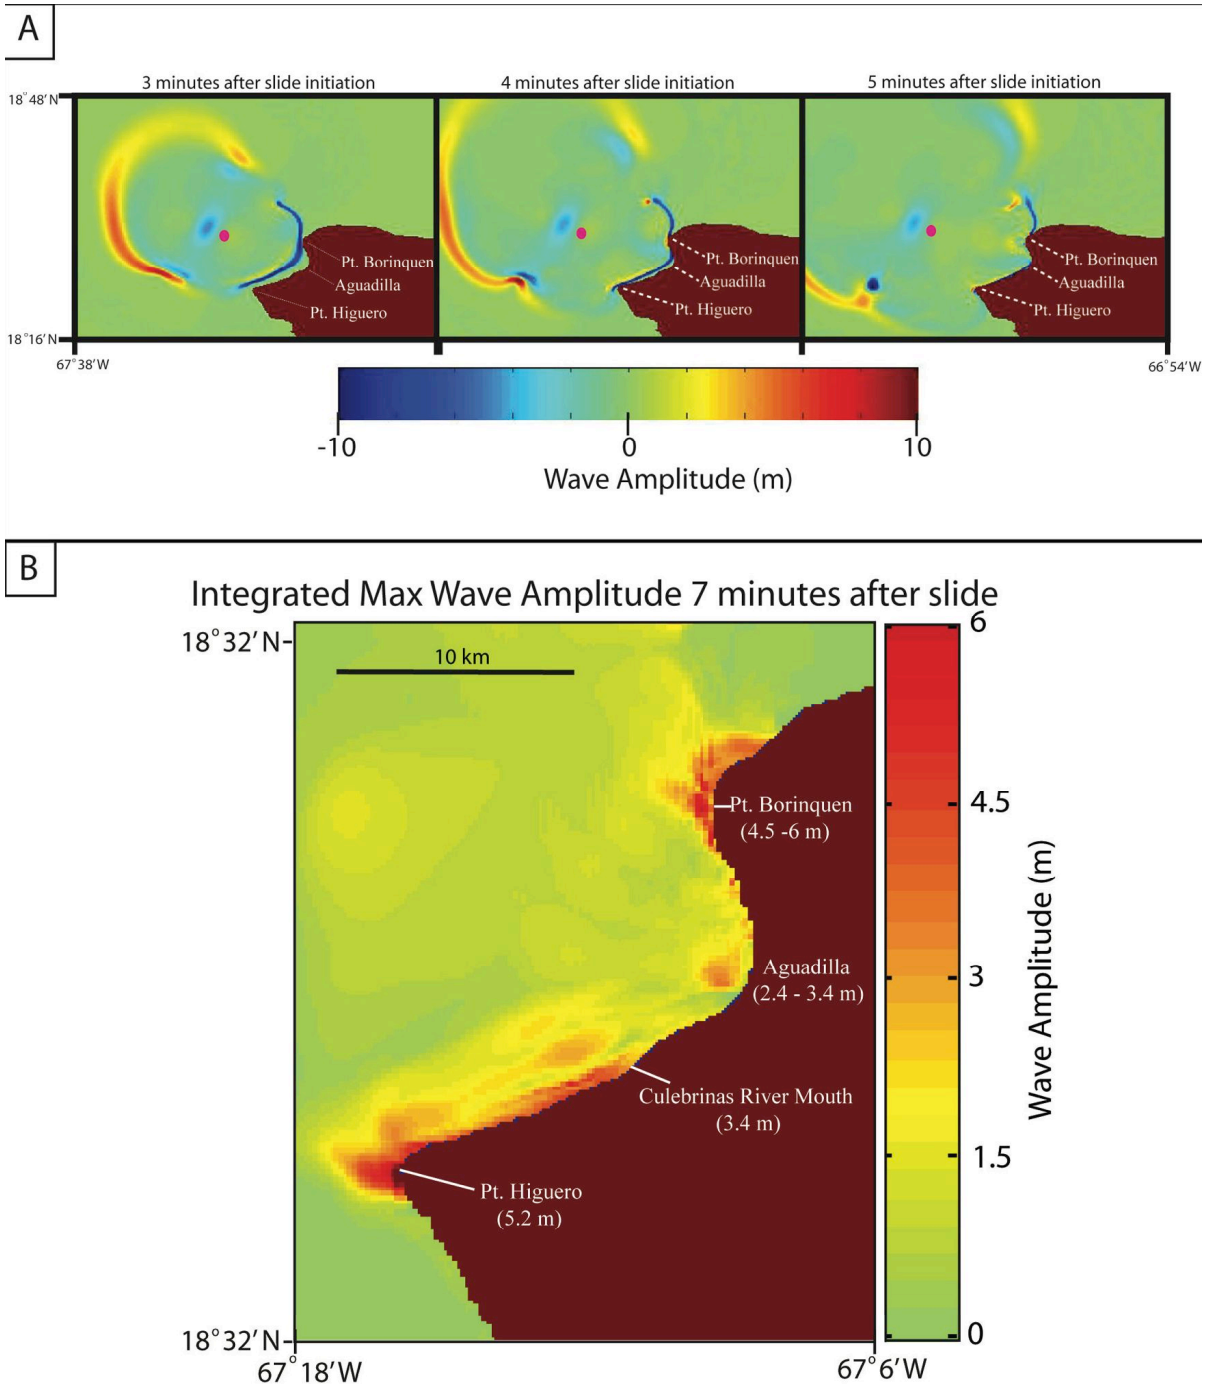 A
3 minutes after slide initiation
4 minutes after slide initiation
5 minutes after slide initiation
18°48'N
Pt. Borinquen
Aguadilla
Pt. Higuero
Pt. Borinquen
Aguadilla
Pt. Higuero
Pt. Borinquen
Aguadilla
Pt. Higuero
18°16'N
67°38'W
66°54'W
-10
0
10
Wave Amplitude (m)
B
Integrated Max Wave Amplitude 7 minutes after slide
18°32'N
10 km
6
4.5
3
1.5
0
Wave Amplitude (m)
Pt. Borinquen
(4.5 -6 m)
Aguadilla
(2.4 - 3.4 m)
Culebrinas River Mouth
(3.4 m)
Pt. Higuero
(5.2 m)
18°32'N
67°18'W
67°6'W